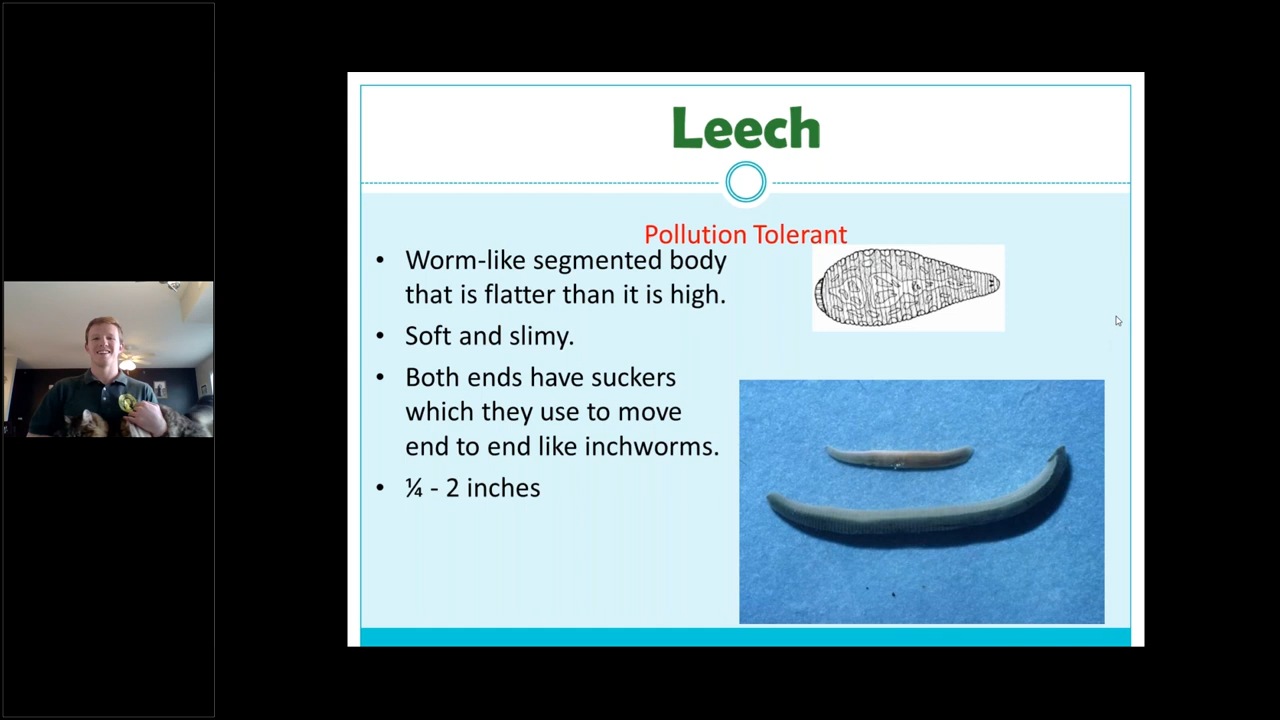 Leech
Pollution Tolerant
• Worm-like segmented body
that is flatter than it is high.
• Soft and slimy.
• Both ends have suckers
which they use to move
end to end like inchworms.
• ¼ - 2 inches